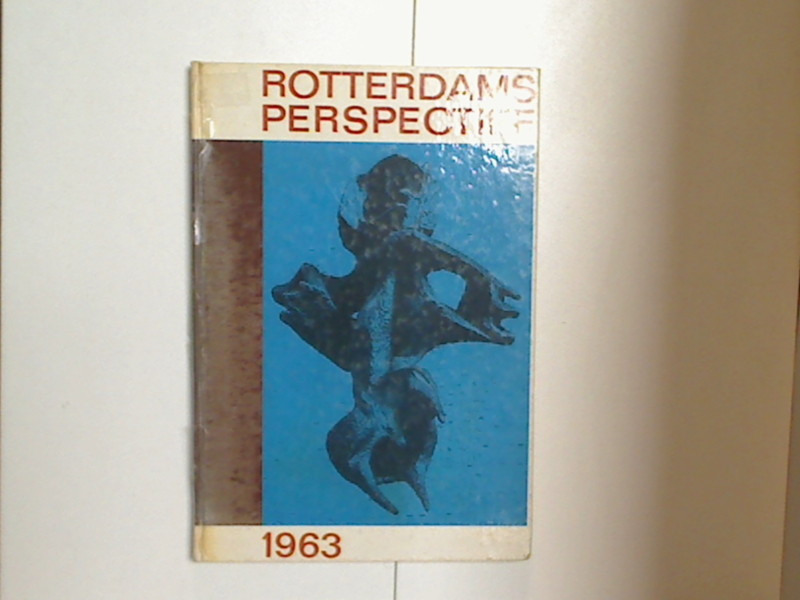 ROTTERDAMS
PERSPECTIEF
1963